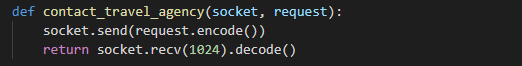 def contact_travel_agency(socket, request):
    socket.send(request.encode())
    return socket.recv(1024).decode()